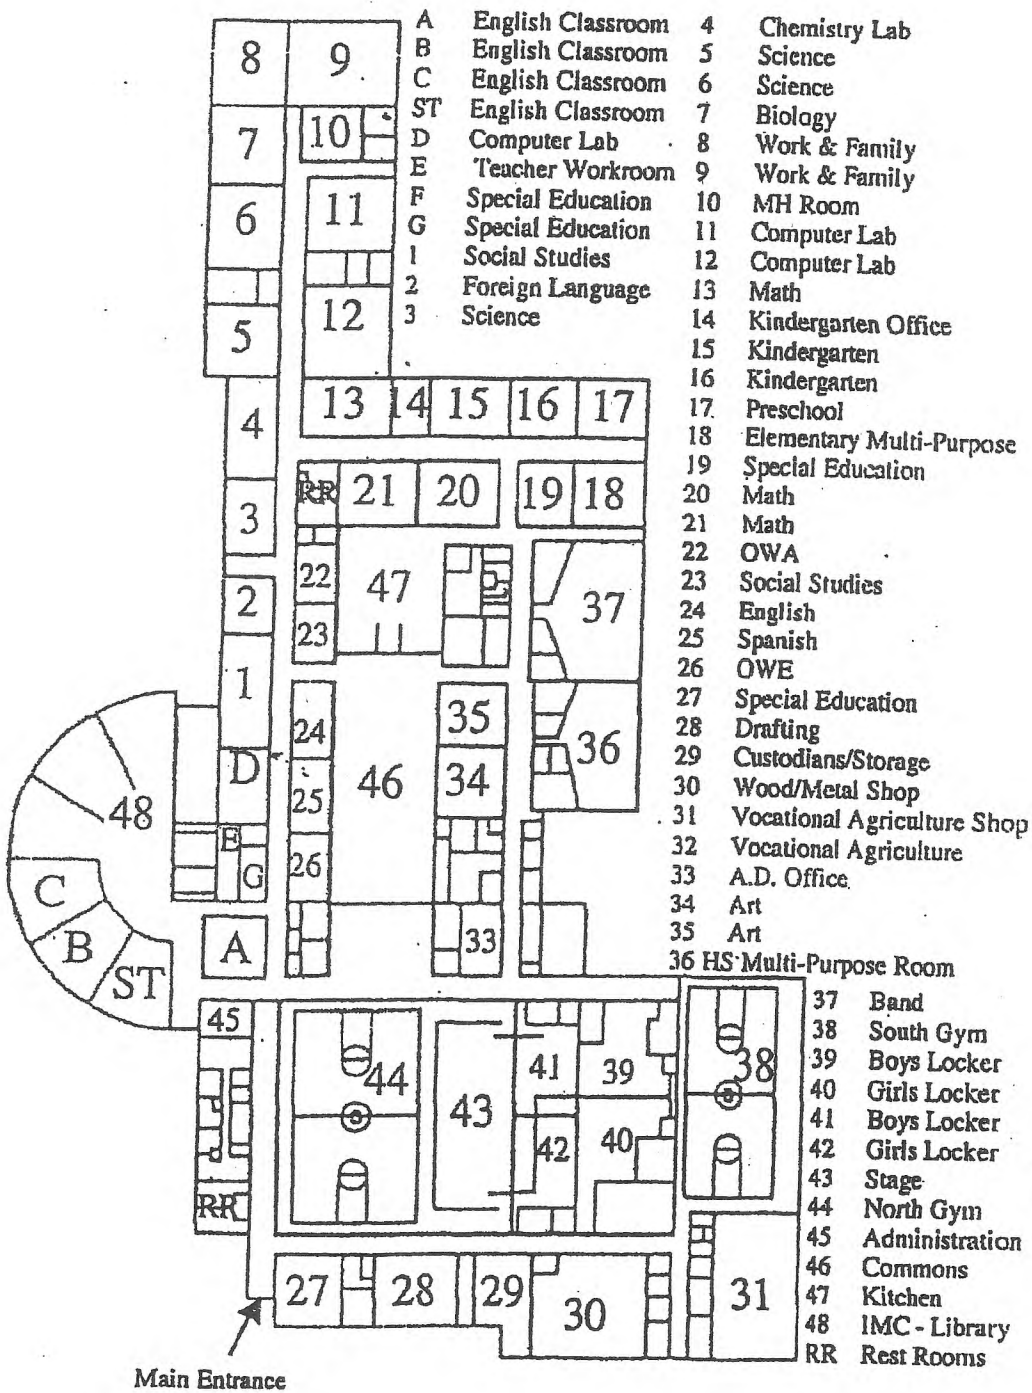 A English Classroom
B English Classroom
C English Classroom
ST English Classroom
D Computer Lab
E Teacher Workroom
F Special Education
G Special Education
1 Social Studies
2 Foreign Language
3 Science
4 Chemistry Lab
5 Science
6 Science
7 Biology
8 Work & Family
9 Work & Family
10 MH Room
11 Computer Lab
12 Computer Lab
13 Math
14 Kindergarten Office
15 Kindergarten
16 Kindergarten
17 Preschool
18 Elementary Multi-Purpose
19 Special Education
20 Math
21 Math
22 OWA
23 Social Studies
24 English
25 Spanish
26 OWE
27 Special Education
28 Drafting
29 Custodians/Storage
30 Wood/Metal Shop
31 Vocational Agriculture Shop
32 Vocational Agriculture
33 A.D. Office
34 Art
35 Art
36 HS Multi-Purpose Room
37 Band
38 South Gym
39 Boys Locker
40 Girls Locker
41 Boys Locker
42 Girls Locker
43 Stage
44 North Gym
45 Administration
46 Commons
47 Kitchen
48 IMC - Library
RR Rest Rooms
8 9
7 10
6 11
5 12
4 13 14 15 16 17
3 RR 21 20 19 18
2 22 47 37
23
1 24 35 36
D 25 46 34
48
E 26
G
C
B A 33
ST
45
44 43 41 39 38
42 40
RR
27 28 29 30 31
Main Entrance